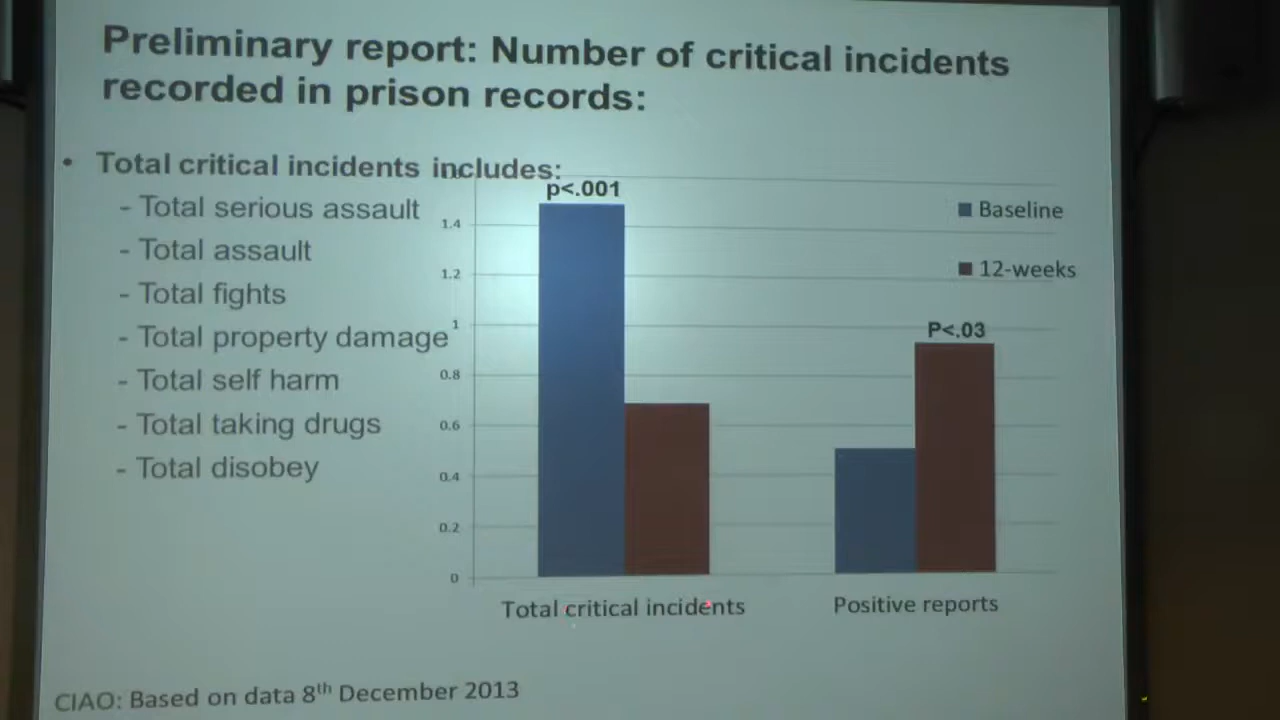 Preliminary report: Number of critical incidents
recorded in prison records:
• Total critical incidents includes:
- Total serious assault
- Total assault
- Total fights
- Total property damage
- Total self harm
- Total taking drugs
- Total disobey
p<.001
P<.03
Baseline
12-weeks
1.4
1.2
1
0.8
0.6
0.4
0.2
0
Total critical incidents
Positive reports
CIAO: Based on data 8th December 2013